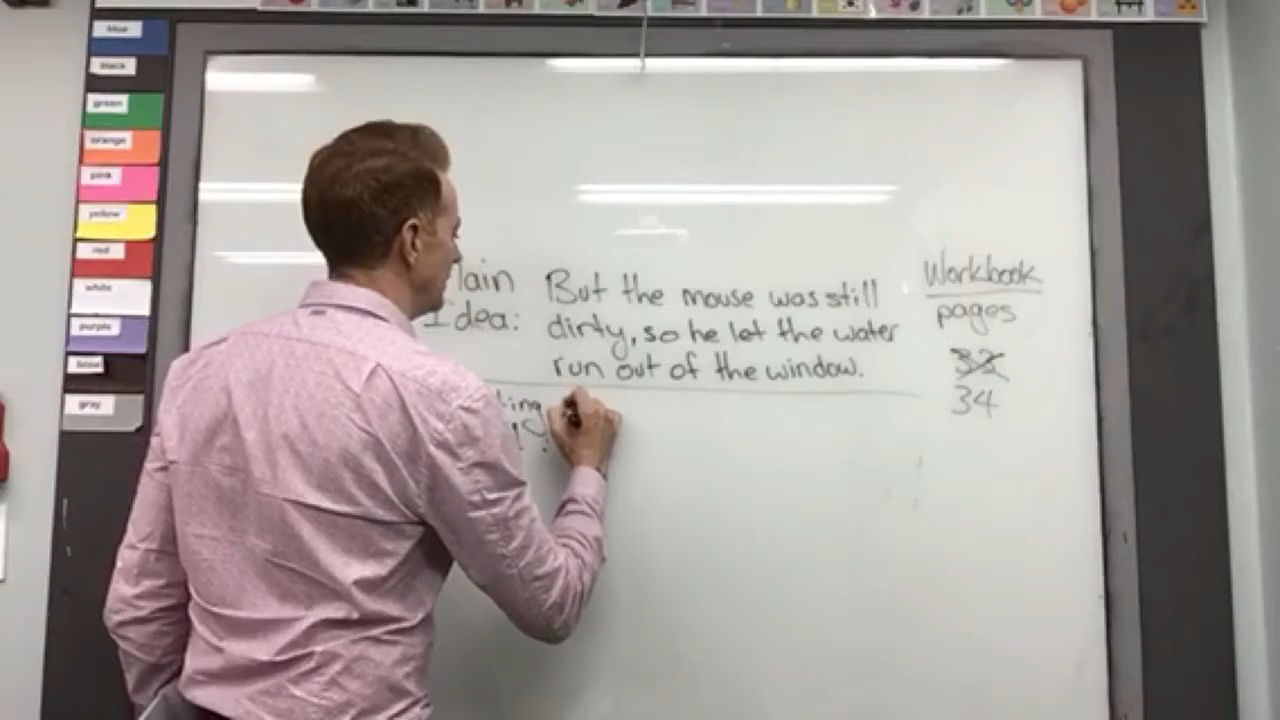 blue
black
green
orange
pink
yellow
red
white
purple
brown
gray
Idea:
But the mouse was still
dirty, so he let the water
run out of the window.
Workbook
pages
32
34